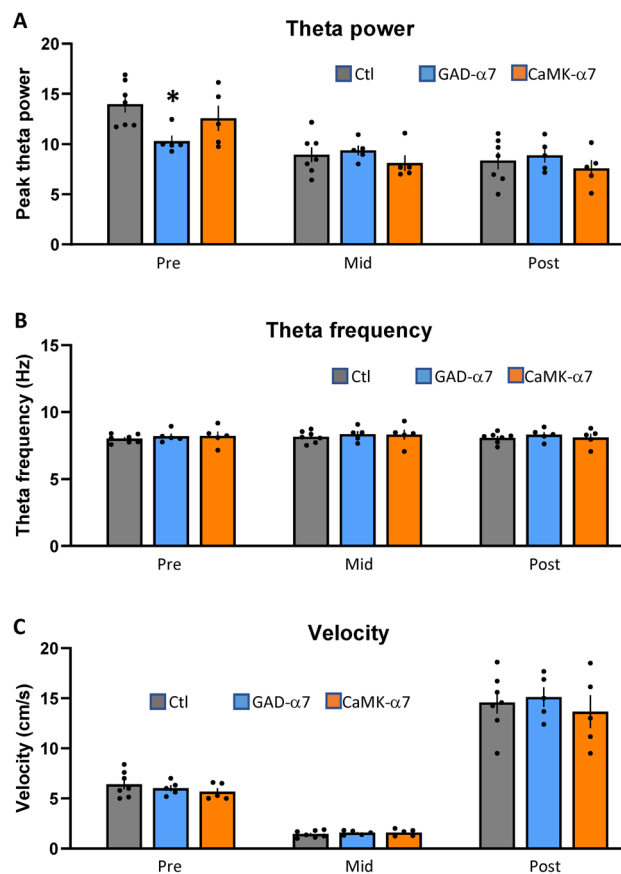 A
Theta power
Ctl GAD-α7 CaMK-α7
Peak theta power
20
15
10
5
0
*
Pre Mid Post
B
Theta frequency
Ctl GAD-α7 CaMK-α7
Theta frequency (Hz)
15
10
5
0
Pre Mid Post
C
Velocity
Ctl GAD-α7 CaMK-α7
Velocity (cm/s)
20
15
10
5
0
Pre Mid Post